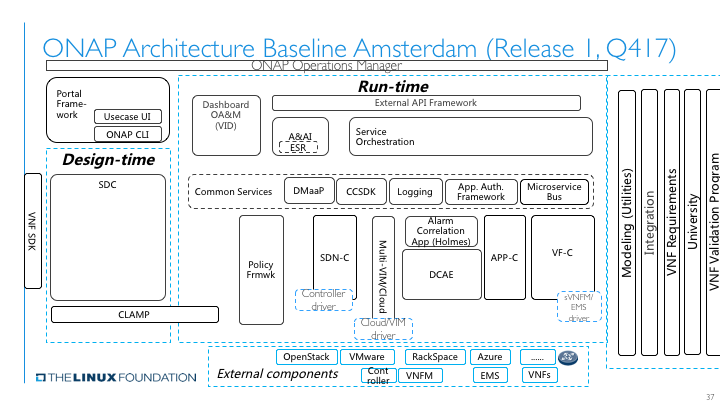 ONAP Architecture Baseline Amsterdam (Release 1, Q417)
ONAP Operations Manager
Portal
Frame-
work
Usecase UI
ONAP CLI
Design-time
SDC
VNF SDK
CLAMP
Run-time
Dashboard
OA&M
(VID)
External API Framework
A&AI
ESR
Service
Orchestration
Common Services
DMaaP
CCSDK
Logging
App. Auth.
Framework
Microservice
Bus
Policy
Frmwk
SDN-C
Controller
driver
Multi-VIM/Cloud
Cloud/VIM
driver
Alarm
Correlation
App (Holmes)
DCAE
APP-C
VF-C
sVNFM/
EMS
driver
Modeling (Utilities)
Integration
VNF Requirements
University
VNF Validation Program
External components
OpenStack
VMware
RackSpace
Azure
......
Cont
roller
VNFM
EMS
VNFs
THE LINUX FOUNDATION
37